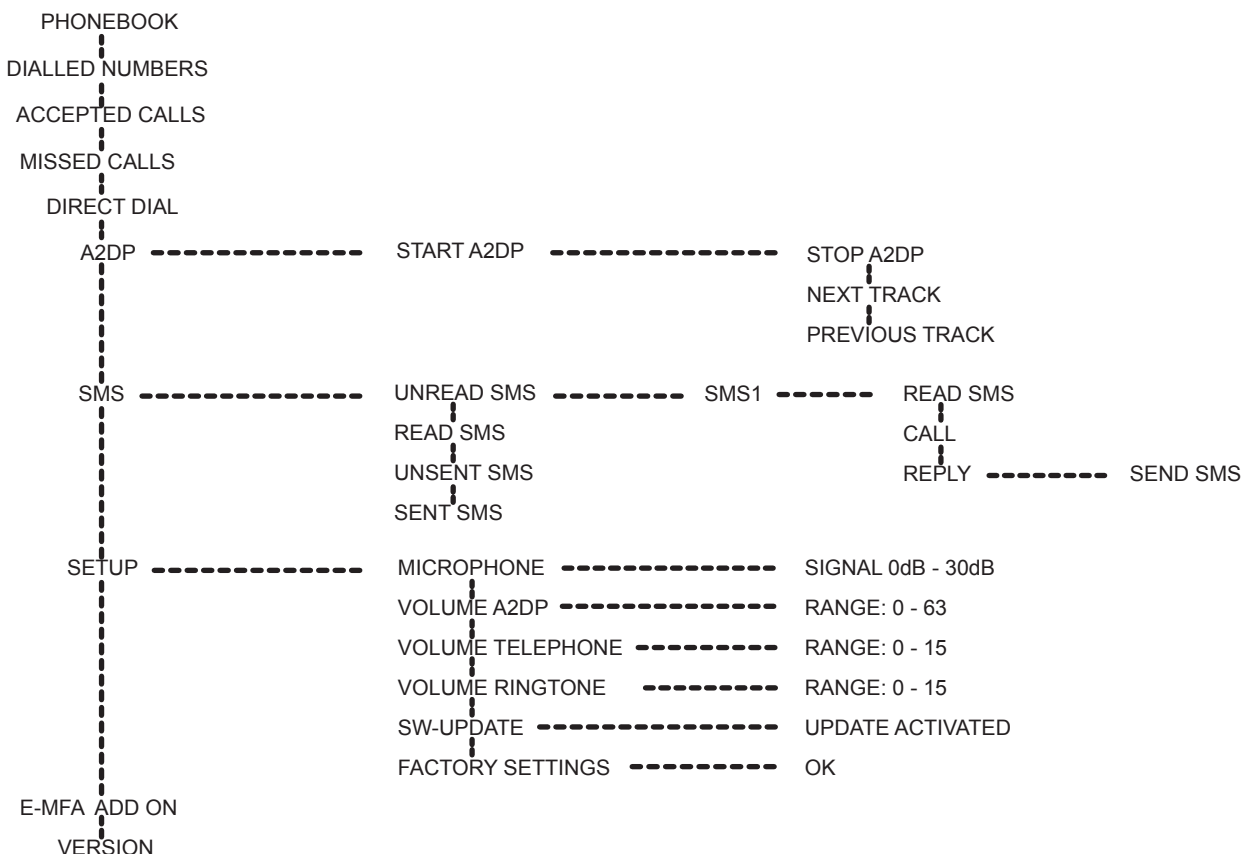 PHONEBOOK
DIALLED NUMBERS
ACCEPTED CALLS
MISSED CALLS
DIRECT DIAL
A2DP START A2DP STOP A2DP
NEXT TRACK
PREVIOUS TRACK
SMS UNREAD SMS SMS1 READ SMS
READ SMS CALL
UNSENT SMS REPLY SEND SMS
SENT SMS
SETUP MICROPHONE SIGNAL 0dB - 30dB
VOLUME A2DP RANGE: 0 - 63
VOLUME TELEPHONE RANGE: 0 - 15
VOLUME RINGTONE RANGE: 0 - 15
SW-UPDATE UPDATE ACTIVATED
FACTORY SETTINGS OK
E-MFA ADD ON
VERSION